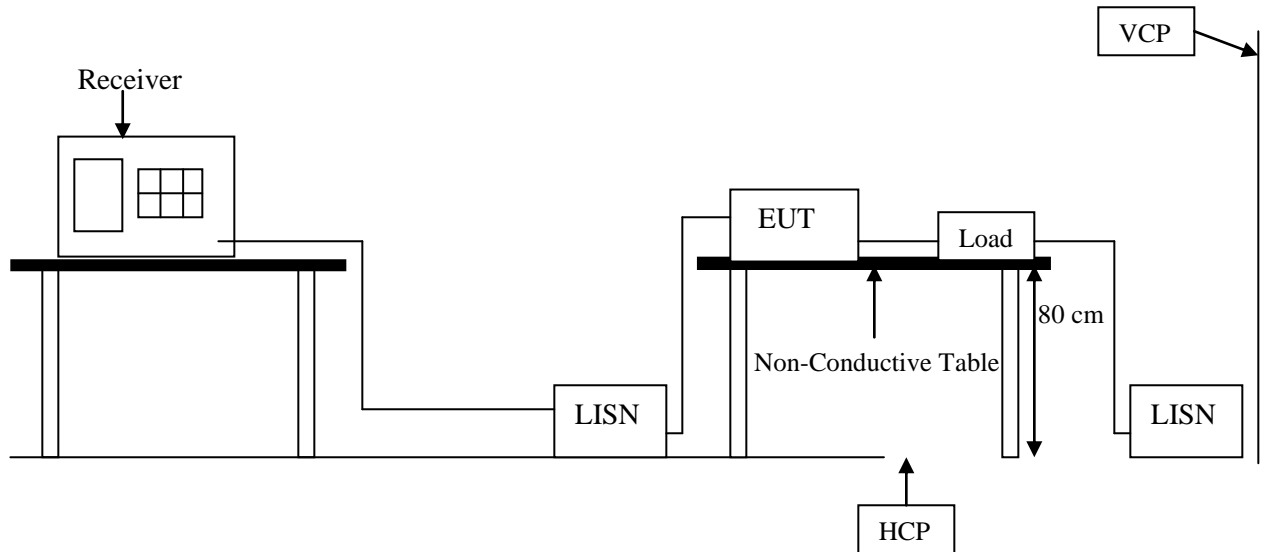 VCP
Receiver
EUT
Load
80 cm
Non-Conductive Table
LISN
LISN
HCP